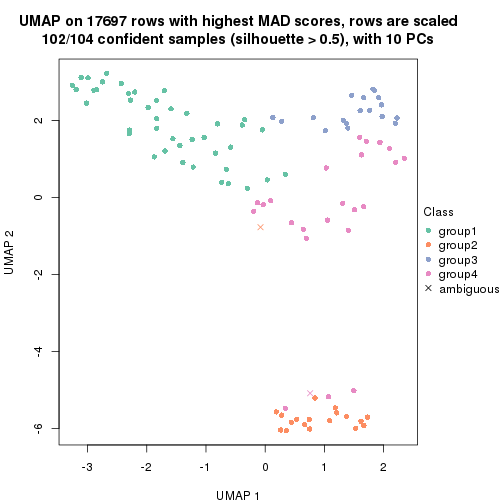 UMAP on 17697 rows with highest MAD scores, rows are scaled
102/104 confident samples (silhouette > 0.5), with 10 PCs
UMAP 2
2
0
-2
-4
-6
-3
-2
-1
0
1
2
UMAP 1
Class
group1
group2
group3
group4
ambiguous